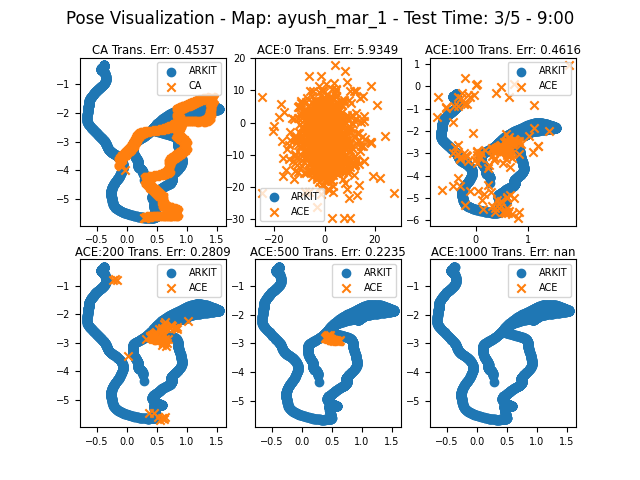 Pose Visualization - Map: ayush_mar_1 - Test Time: 3/5 - 9:00
CA Trans. Err: 0.4537
ARKIT
CA
−1
−2
−3
−4
−5
−0.5 0.0 0.5 1.0 1.5
ACE:0 Trans. Err: 5.9349
ARKIT
ACE
20
10
0
−10
−20
−30
−20 0 20
ACE:100 Trans. Err: 0.4616
ARKIT
ACE
1
0
−1
−2
−3
−4
−5
−6
0 1
ACE:200 Trans. Err: 0.2809
ARKIT
ACE
−1
−2
−3
−4
−5
−0.5 0.0 0.5 1.0 1.5
ACE:500 Trans. Err: 0.2235
ARKIT
ACE
−1
−2
−3
−4
−5
−0.5 0.0 0.5 1.0 1.5
ACE:1000 Trans. Err: nan
ARKIT
ACE
−1
−2
−3
−4
−5
−0.5 0.0 0.5 1.0 1.5